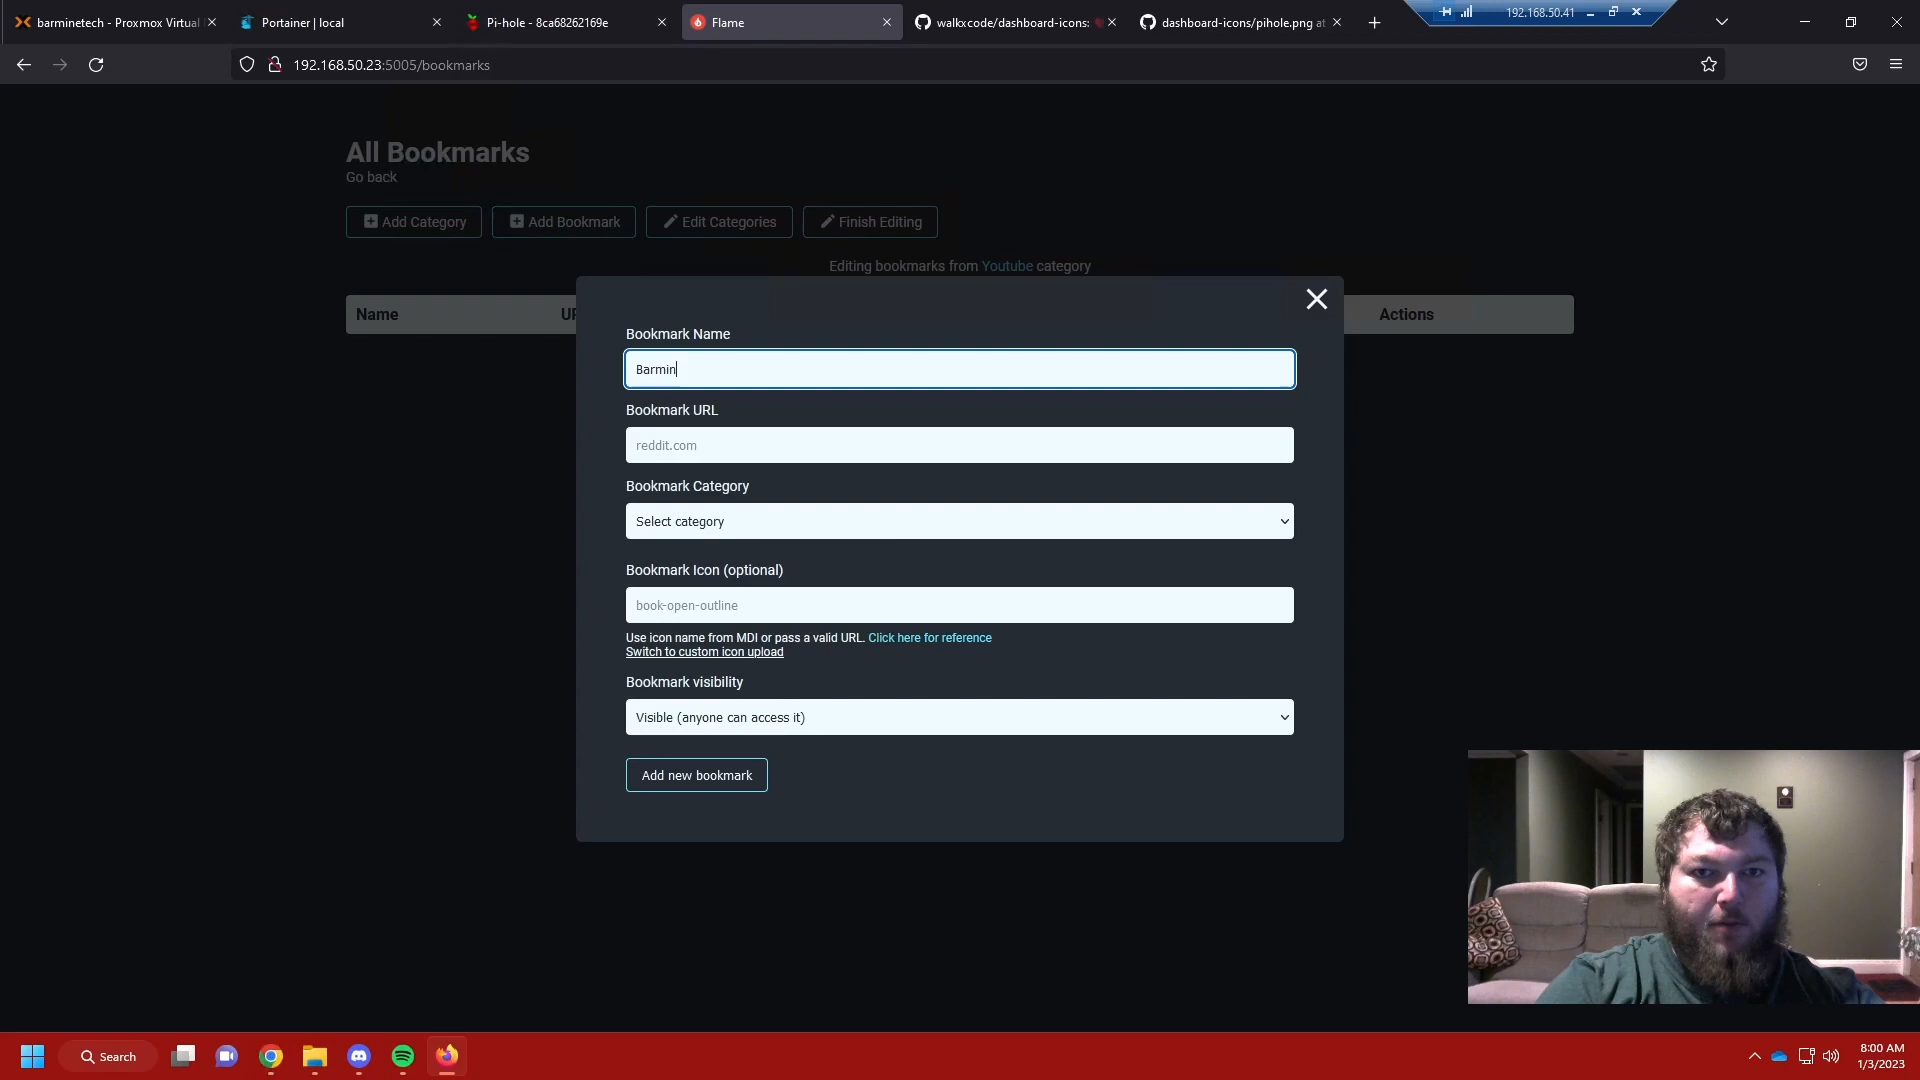 barminetech - Proxmox Virtual
Portainer | local
Pi-hole - 8ca68262169e
Flame
walkxcode/dashboard-icons:
dashboard-icons/pihole.png at
192.168.50.41
192.168.50.23:5005/bookmarks
All Bookmarks
Go back
Add Category
Add Bookmark
Edit Categories
Finish Editing
Editing bookmarks from Youtube category
Name
UR
Actions
Bookmark Name
Barmin
Bookmark URL
reddit.com
Bookmark Category
Select category
Bookmark Icon (optional)
book-open-outline
Use icon name from MDI or pass a valid URL. Click here for reference
Switch to custom icon upload
Bookmark visibility
Visible (anyone can access it)
Add new bookmark
Search
8:00 AM
1/3/2023